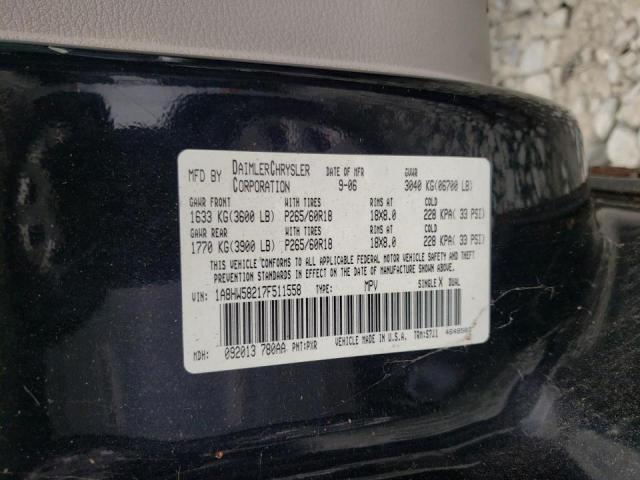 MFD BY DAIMLERCHRYSLER CORPORATION DATE OF MFR 9-06 GVWR 3040 KG(06700 LB)
GAWR FRONT WITH TIRES RIMS AT COLD
1633 KG(3600 LB) P265/60R18 18X8.0 228 KPA( 33 PSI)
GAWR REAR WITH TIRES RIMS AT COLD
1770 KG(3900 LB) P265/60R18 18X8.0 228 KPA( 33 PSI)
THIS VEHICLE CONFORMS TO ALL APPLICABLE FEDERAL MOTOR VEHICLE SAFETY AND THEFT
PREVENTION STANDARDS IN EFFECT ON THE DATE OF MANUFACTURE SHOWN ABOVE.
VIN: 1A8HW58217F511558 TYPE: MPV SINGLE X DUAL
MDH: 092013 780AA PNT:PXR VEHICLE MADE IN U.S.A. TRM:S7J1